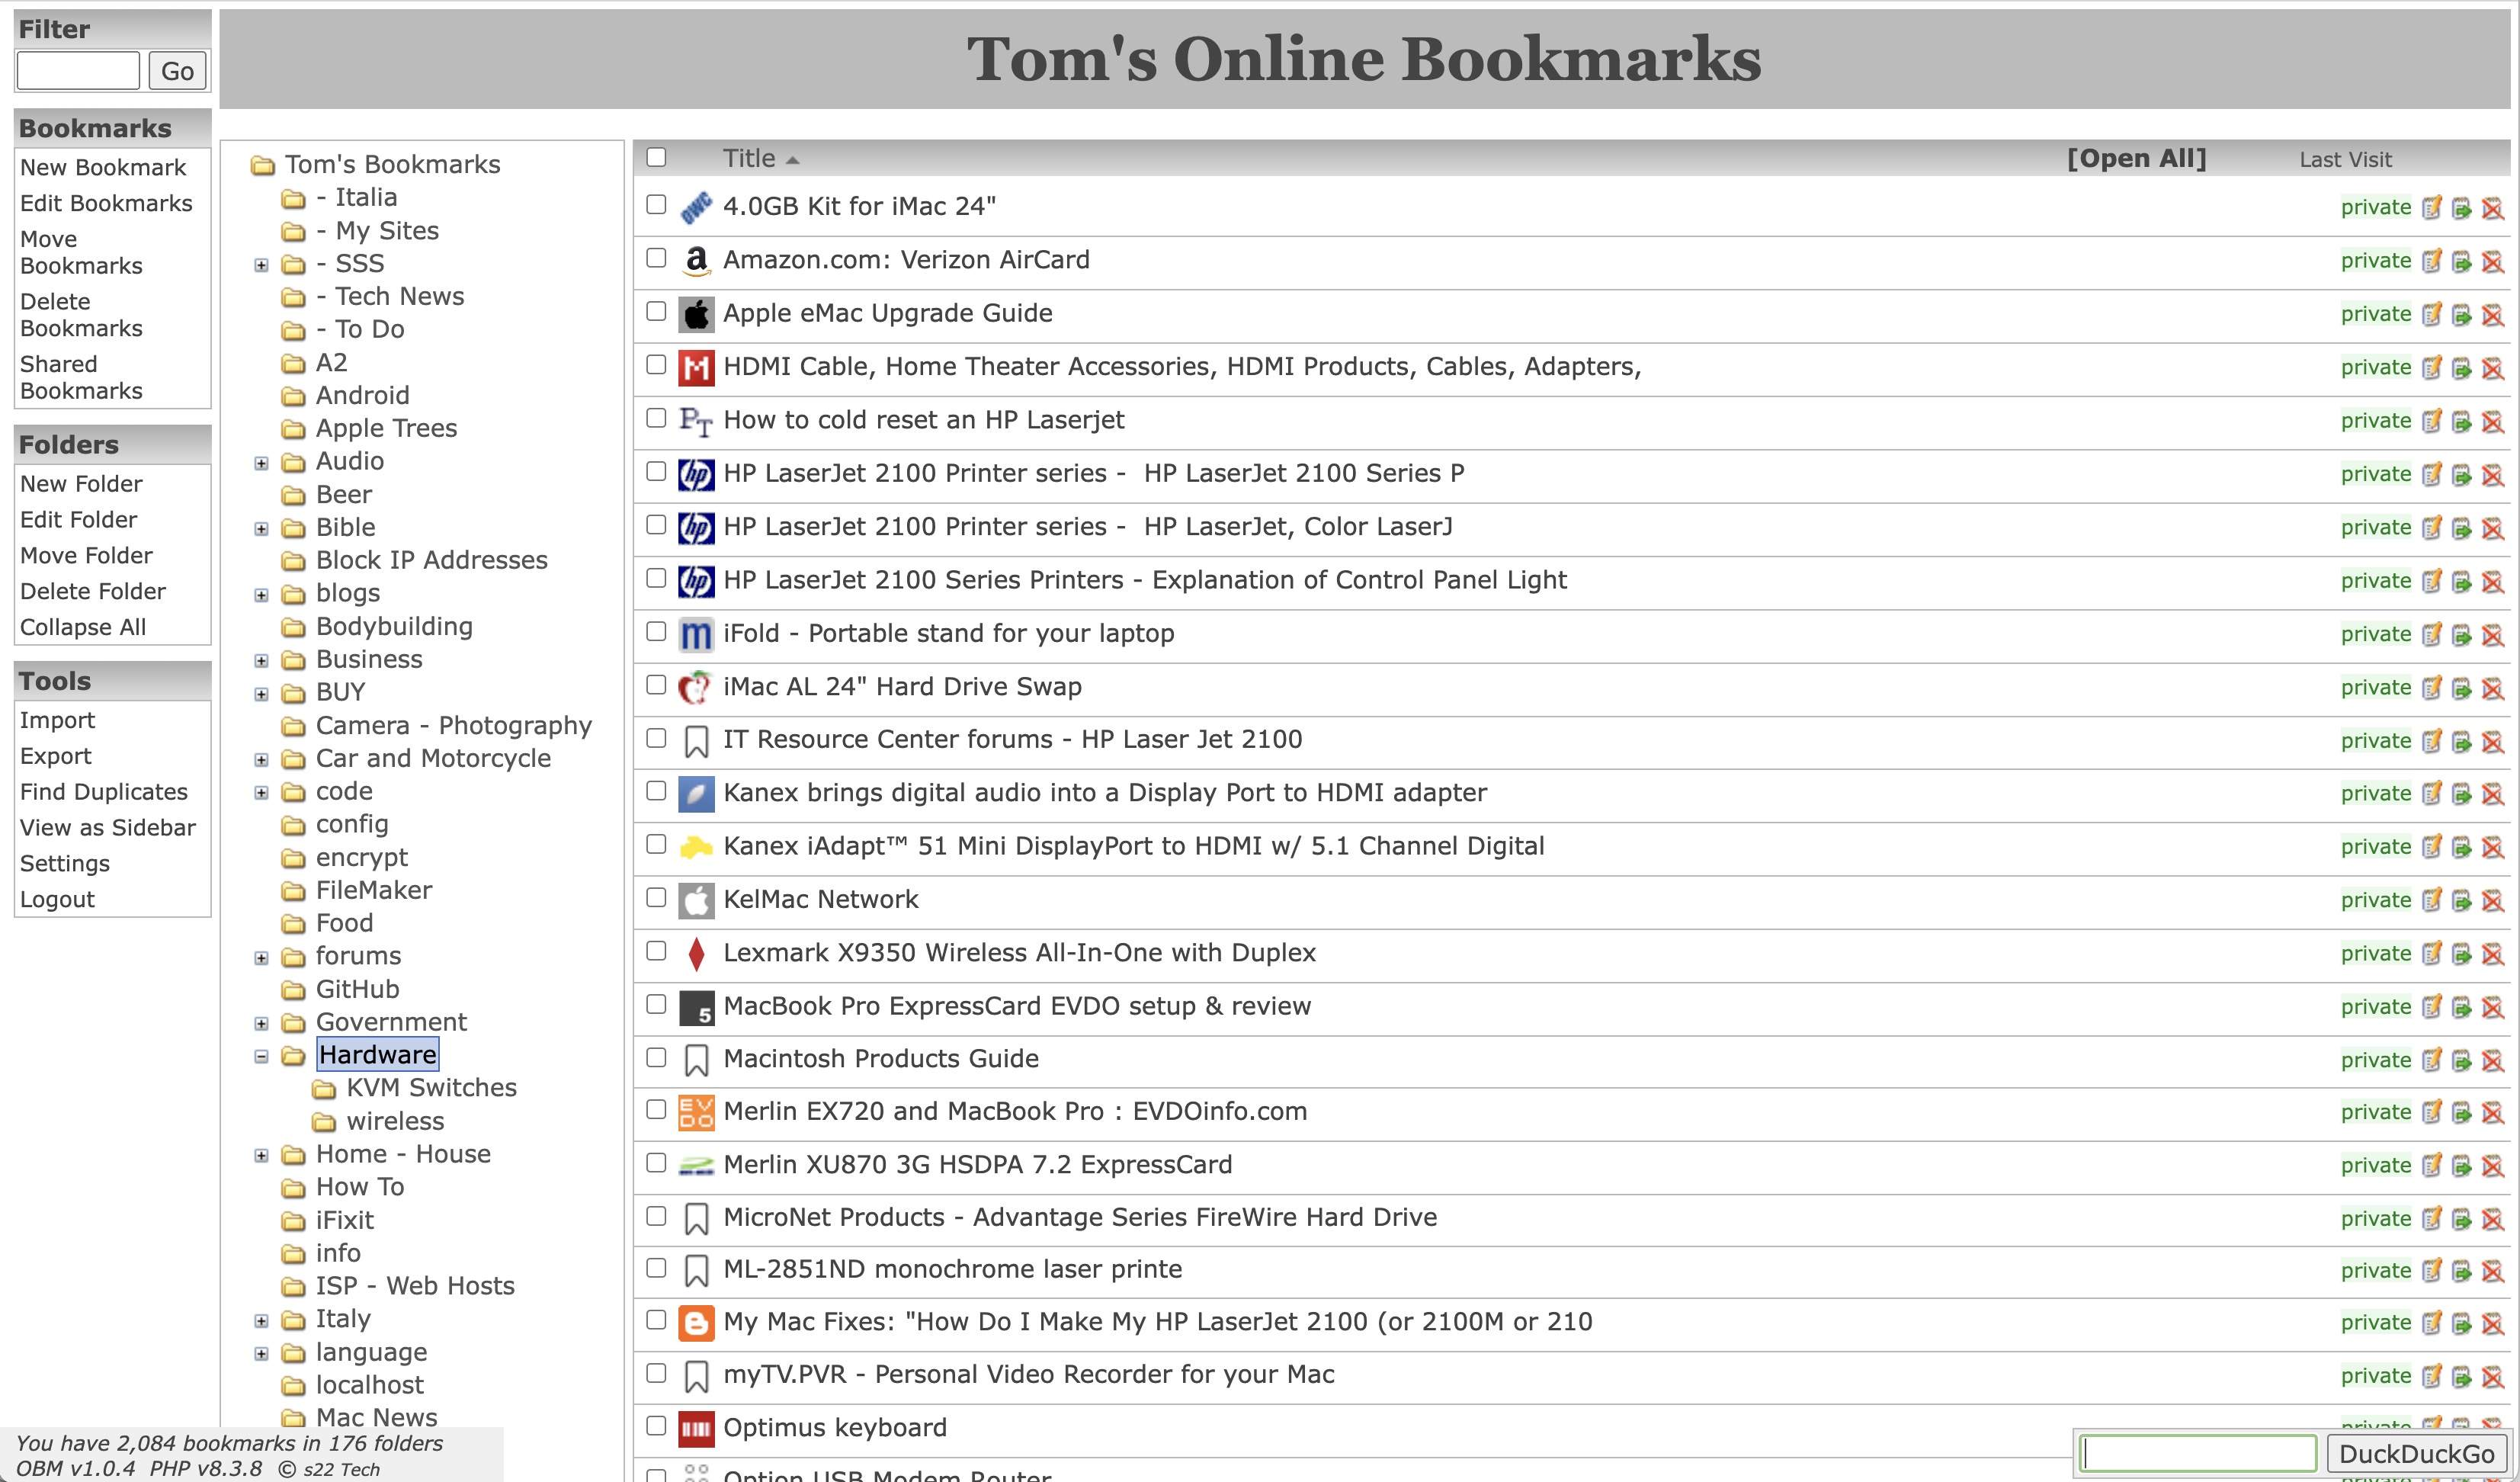 Filter
Go
Tom's Online Bookmarks
Bookmarks
New Bookmark
Edit Bookmarks
Move
Bookmarks
Delete
Bookmarks
Shared
Bookmarks
Folders
New Folder
Edit Folder
Move Folder
Delete Folder
Collapse All
Tools
Import
Export
Find Duplicates
View as Sidebar
Settings
Logout
Tom's Bookmarks
- Italia
- My Sites
- SSS
- Tech News
- To Do
A2
Android
Apple Trees
Audio
Beer
Bible
Block IP Addresses
blogs
Bodybuilding
Business
BUY
Camera - Photography
Car and Motorcycle
code
config
encrypt
FileMaker
Food
forums
GitHub
Government
Hardware
KVM Switches
wireless
Home - House
How To
iFixit
info
ISP - Web Hosts
Italy
language
localhost
Mac News
Title [Open All] Last Visit
OWC 4.0GB Kit for iMac 24" private
a Amazon.com: Verizon AirCard private
Apple eMac Upgrade Guide private
M HDMI Cable, Home Theater Accessories, HDMI Products, Cables, Adapters, private
PT How to cold reset an HP Laserjet private
hp HP LaserJet 2100 Printer series -  HP LaserJet 2100 Series P private
hp HP LaserJet 2100 Printer series -  HP LaserJet, Color LaserJ private
hp HP LaserJet 2100 Series Printers - Explanation of Control Panel Light private
m iFold - Portable stand for your laptop private
iMac AL 24" Hard Drive Swap private
IT Resource Center forums - HP Laser Jet 2100 private
Kanex brings digital audio into a Display Port to HDMI adapter private
Kanex iAdapt™ 51 Mini DisplayPort to HDMI w/ 5.1 Channel Digital private
KelMac Network private
Lexmark X9350 Wireless All-In-One with Duplex private
5 MacBook Pro ExpressCard EVDO setup & review private
Macintosh Products Guide private
EVDO Merlin EX720 and MacBook Pro : EVDOinfo.com private
Merlin XU870 3G HSDPA 7.2 ExpressCard private
MicroNet Products - Advantage Series FireWire Hard Drive private
ML-2851ND monochrome laser printe private
My Mac Fixes: "How Do I Make My HP LaserJet 2100 (or 2100M or 210 private
myTV.PVR - Personal Video Recorder for your Mac private
Optimus keyboard private
Option USB Modem Router
You have 2,084 bookmarks in 176 folders
OBM v1.0.4 PHP v8.3.8 © s22 Tech
DuckDuckGo